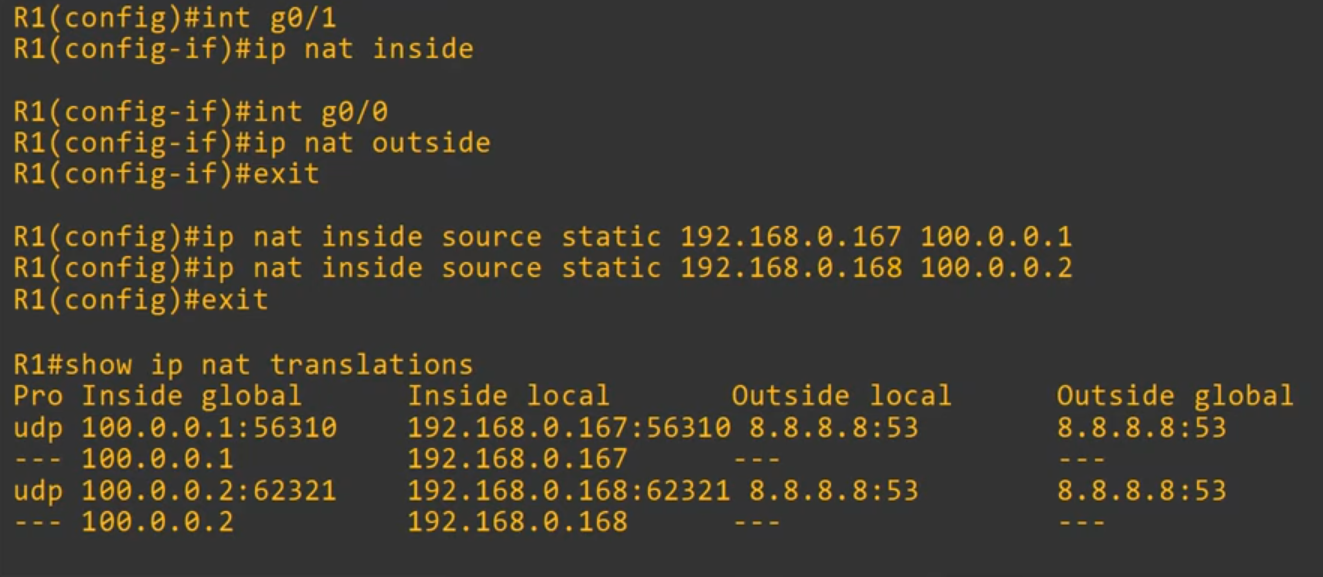 R1(config)#int g0/1
R1(config-if)#ip nat inside
R1(config-if)#int g0/0
R1(config-if)#ip nat outside
R1(config-if)#exit
R1(config)#ip nat inside source static 192.168.0.167 100.0.0.1
R1(config)#ip nat inside source static 192.168.0.168 100.0.0.2
R1(config)#exit
R1#show ip nat translations
Pro Inside global      Inside local       Outside local      Outside global
udp 100.0.0.1:56310    192.168.0.167:56310 8.8.8.8:53        8.8.8.8:53
--- 100.0.0.1          192.168.0.167      ---                ---
udp 100.0.0.2:62321    192.168.0.168:62321 8.8.8.8:53        8.8.8.8:53
--- 100.0.0.2          192.168.0.168      ---                ---